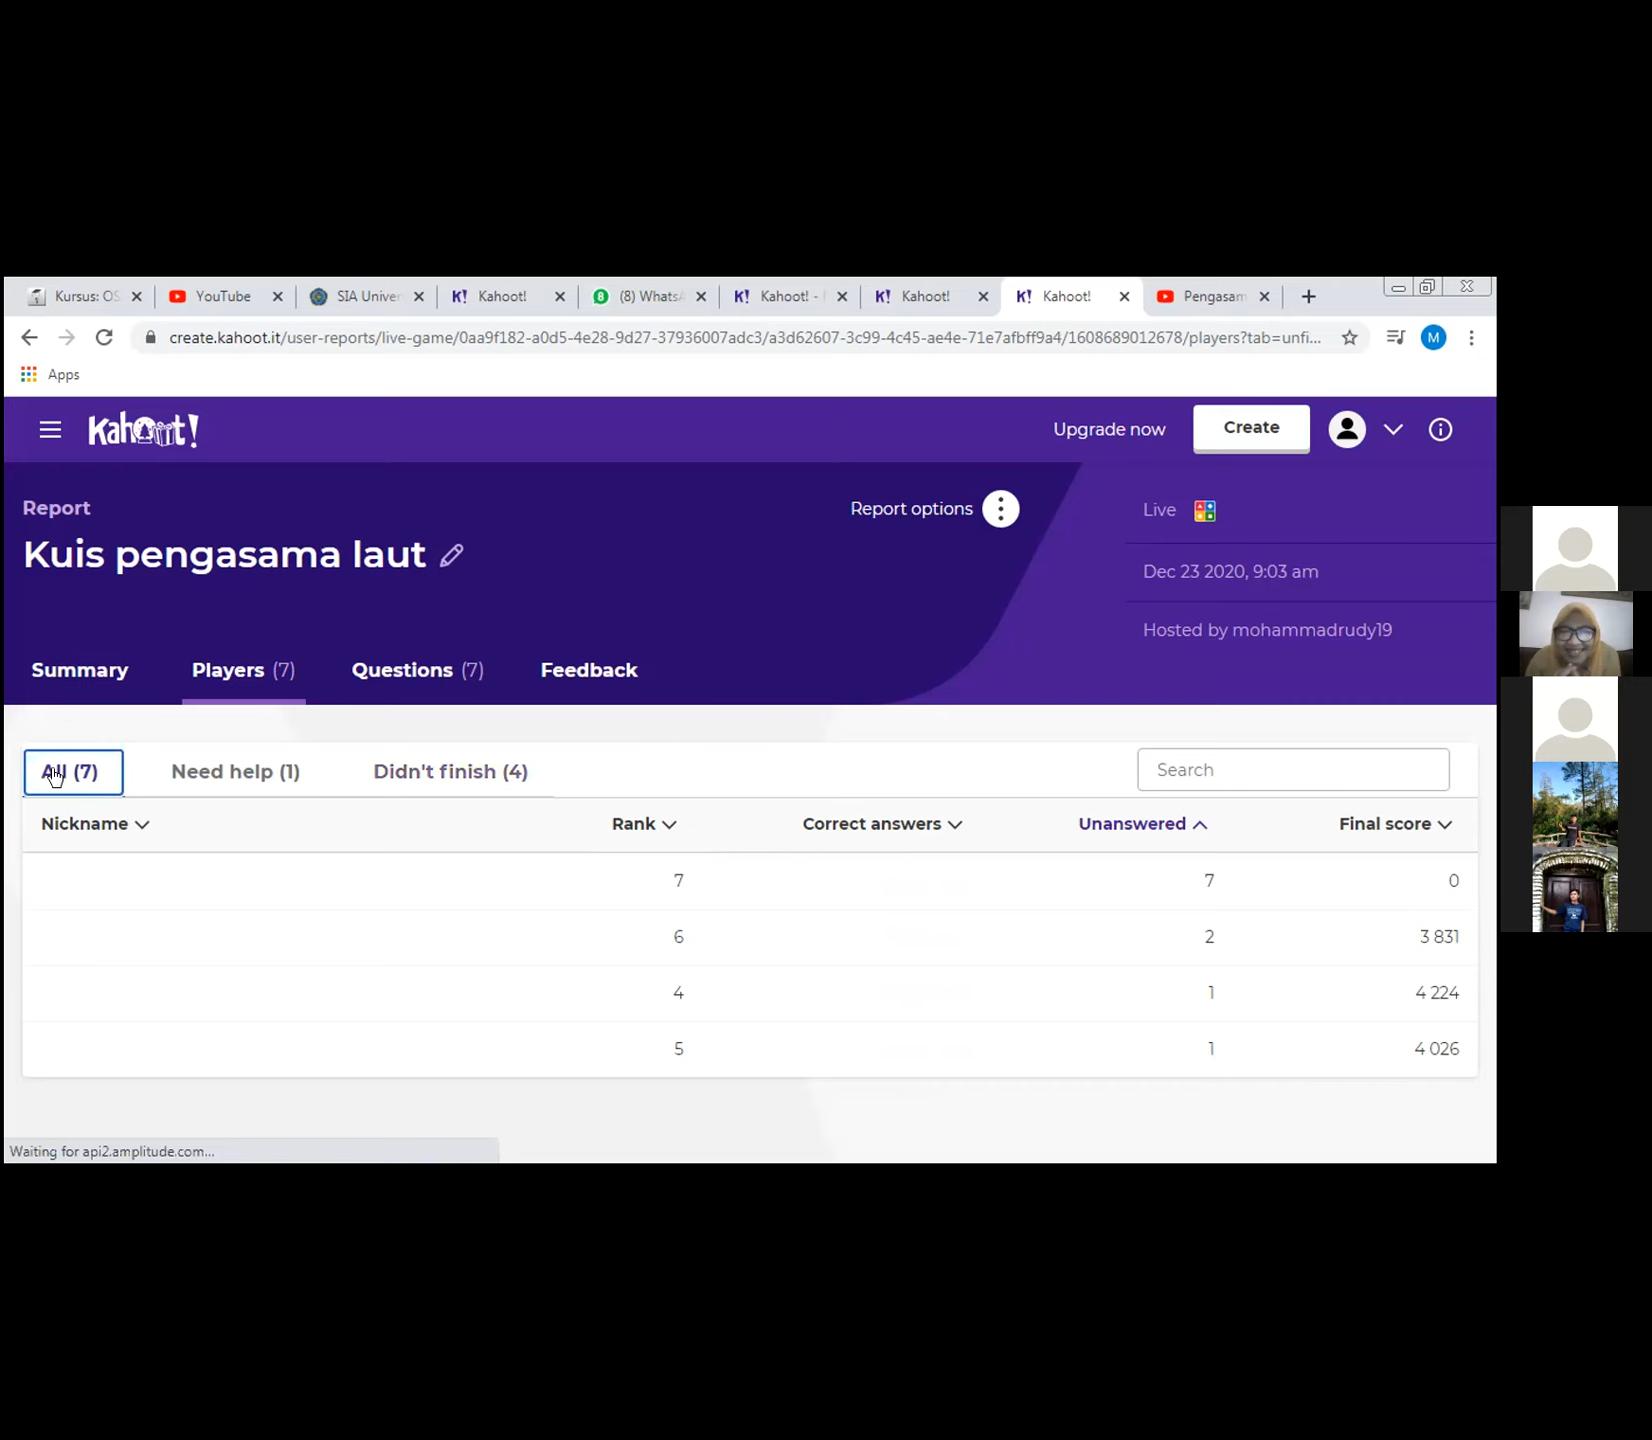 Kursus: OS
YouTube
SIA Univer
K! Kahoot!
(8) Whats
K! Kahoot! -
K! Kahoot!
K! Kahoot!
Pengasam
create.kahoot.it/user-reports/live-game/0aa9f182-a0d5-4e28-9d27-37936007adc3/a3d62607-3c99-4c45-ae4e-71e7afbff9a4/1608689012678/players?tab=unfi...
M
Apps
Kahoot!
Upgrade now
Create
Report
Report options
Live
Kuis pengasama laut
Dec 23 2020, 9:03 am
Hosted by mohammadrudy19
Summary
Players (7)
Questions (7)
Feedback
All (7)
Need help (1)
Didn't finish (4)
Search
Nickname Rank Correct answers Unanswered Final score
7 7 0
6 2 3 831
4 1 4 224
5 1 4 026
Waiting for api2.amplitude.com...